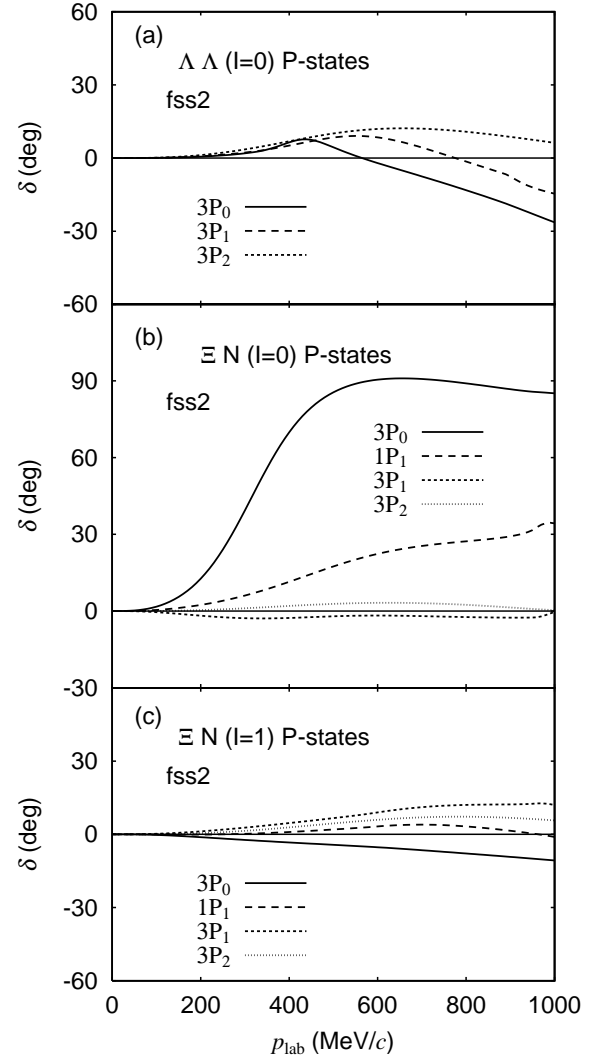 (a)
Λ Λ (I=0) P-states
fss2
60
30
0
-30
-60
δ (deg)
3P₀
3P₁
3P₂
(b)
Ξ N (I=0) P-states
fss2
90
60
30
0
-30
δ (deg)
3P₀
1P₁
3P₁
3P₂
(c)
Ξ N (I=1) P-states
fss2
30
0
-30
-60
δ (deg)
3P₀
1P₁
3P₁
3P₂
0 200 400 600 800 1000
p_lab (MeV/c)